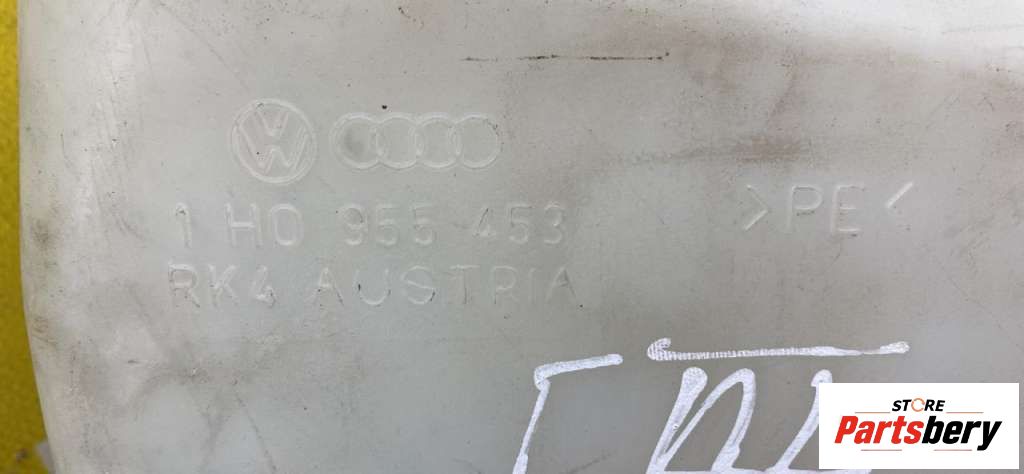 1 H0 955 453
>PE<
RK4 AUSTRIA
STORE
Partsbery